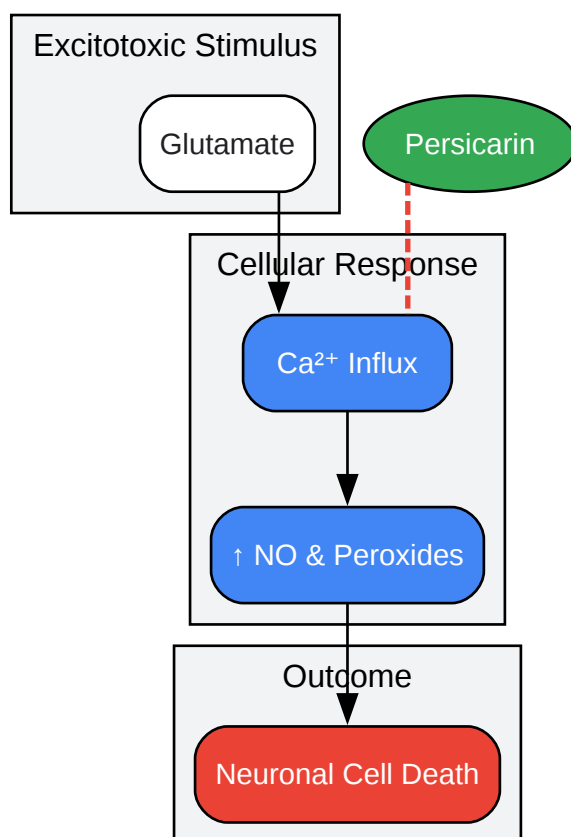 Excitotoxic Stimulus
Glutamate
Persicarin
Cellular Response
Ca²⁺ Influx
↑ NO & Peroxides
Outcome
Neuronal Cell Death